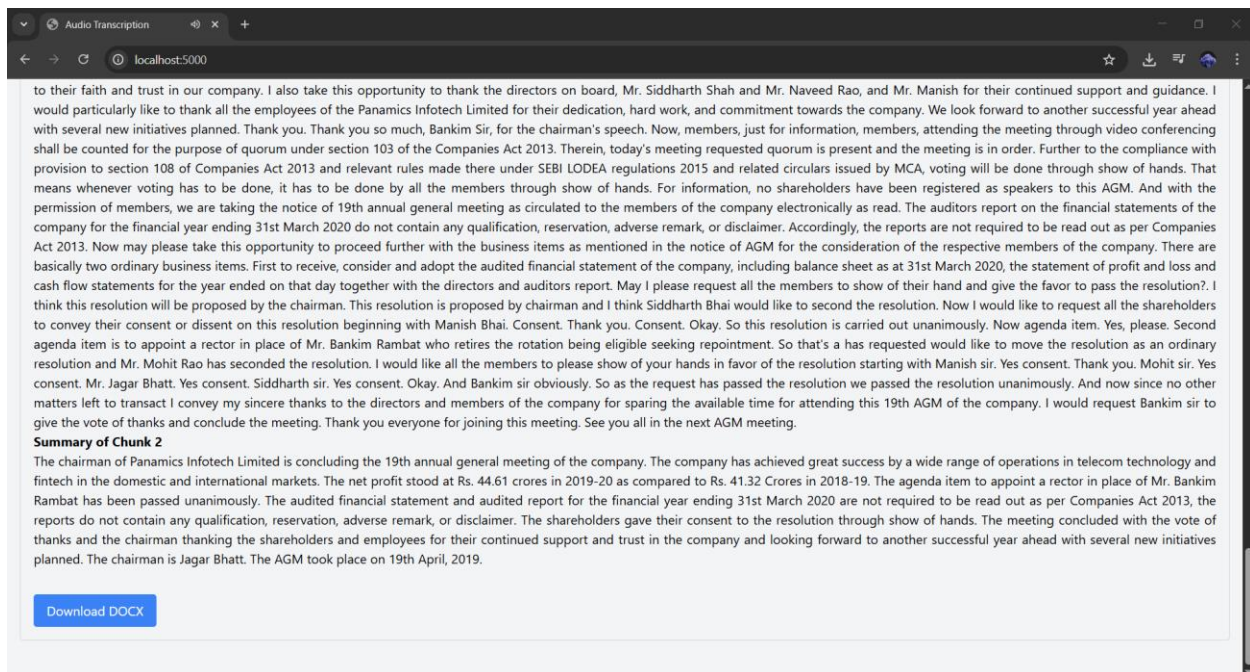 Audio Transcription
localhost:5000
to their faith and trust in our company. I also take this opportunity to thank the directors on board, Mr. Siddharth Shah and Mr. Naveed Rao, and Mr. Manish for their continued support and guidance. I
would particularly like to thank all the employees of the Panamics Infotech Limited for their dedication, hard work, and commitment towards the company. We look forward to another successful year ahead
with several new initiatives planned. Thank you. Thank you so much, Bankim Sir, for the chairman's speech. Now, members, just for information, members, attending the meeting through video conferencing
shall be counted for the purpose of quorum under section 103 of the Companies Act 2013. Therein, today's meeting requested quorum is present and the meeting is in order. Further to the compliance with
provision to section 108 of Companies Act 2013 and relevant rules made there under SEBI LODEA regulations 2015 and related circulars issued by MCA, voting will be done through show of hands. That
means whenever voting has to be done, it has to be done by all the members through show of hands. For information, no shareholders have been registered as speakers to this AGM. And with the
permission of members, we are taking the notice of 19th annual general meeting as circulated to the members of the company electronically as read. The auditors report on the financial statements of the
company for the financial year ending 31st March 2020 do not contain any qualification, reservation, adverse remark, or disclaimer. Accordingly, the reports are not required to be read out as per Companies
Act 2013. Now may please take this opportunity to proceed further with the business items as mentioned in the notice of AGM for the consideration of the respective members of the company. There are
basically two ordinary business items. First to receive, consider and adopt the audited financial statement of the company, including balance sheet as at 31st March 2020, the statement of profit and loss and
cash flow statements for the year ended on that day together with the directors and auditors report. May I please request all the members to show of their hand and give the favor to pass the resolution?. I
think this resolution will be proposed by the chairman. This resolution is proposed by chairman and I think Siddharth Bhai would like to second the resolution. Now I would like to request all the shareholders
to convey their consent or dissent on this resolution beginning with Manish Bhai. Consent. Thank you. Consent. Okay. So this resolution is carried out unanimously. Now agenda item. Yes, please. Second
agenda item is to appoint a rector in place of Mr. Bankim Rambat who retires the rotation being eligible seeking repointment. So that's a has requested would like to move the resolution as an ordinary
resolution and Mr. Mohit Rao has seconded the resolution. I would like all the members to please show of your hands in favor of the resolution starting with Manish sir. Yes consent. Thank you. Mohit sir. Yes
consent. Mr. Jagar Bhatt. Yes consent. Siddharth sir. Yes consent. Okay. And Bankim sir obviously. So as the request has passed the resolution we passed the resolution unanimously. And now since no other
matters left to transact I convey my sincere thanks to the directors and members of the company for sparing the available time for attending this 19th AGM of the company. I would request Bankim sir to
give the vote of thanks and conclude the meeting. Thank you everyone for joining this meeting. See you all in the next AGM meeting.
Summary of Chunk 2
The chairman of Panamics Infotech Limited is concluding the 19th annual general meeting of the company. The company has achieved great success by a wide range of operations in telecom technology and
fintech in the domestic and international markets. The net profit stood at Rs. 44.61 crores in 2019-20 as compared to Rs. 41.32 Crores in 2018-19. The agenda item to appoint a rector in place of Mr. Bankim
Rambat has been passed unanimously. The audited financial statement and audited report for the financial year ending 31st March 2020 are not required to be read out as per Companies Act 2013, the
reports do not contain any qualification, reservation, adverse remark, or disclaimer. The shareholders gave their consent to the resolution through show of hands. The meeting concluded with the vote of
thanks and the chairman thanking the shareholders and employees for their continued support and trust in the company and looking forward to another successful year ahead with several new initiatives
planned. The chairman is Jagar Bhatt. The AGM took place on 19th April, 2019.
Download DOCX